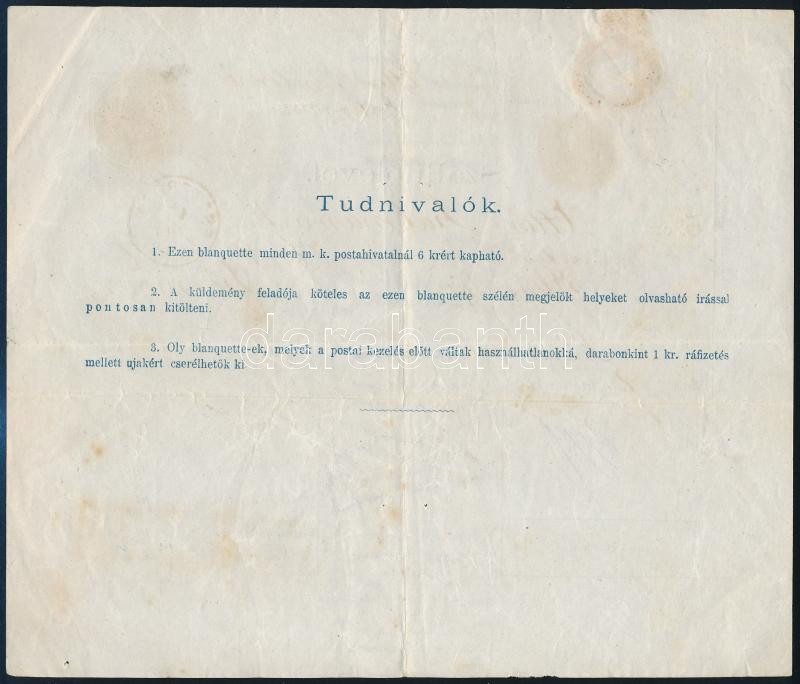 Tudnivalók.
1. Ezen blanquette minden m. k. postahivatalnál 6 krért kapható.
2. A küldemény feladója köteles az ezen blanquette szélén megjelölt helyeket olvasható irással
pontosan kitölteni.
3. Oly blanquette-ek, melyek a postai kezelés előtt váltak használhatlanokká, darabonkint 1 kr. ráfizetés
mellett ujakért cserélhetők ki.
darabanth